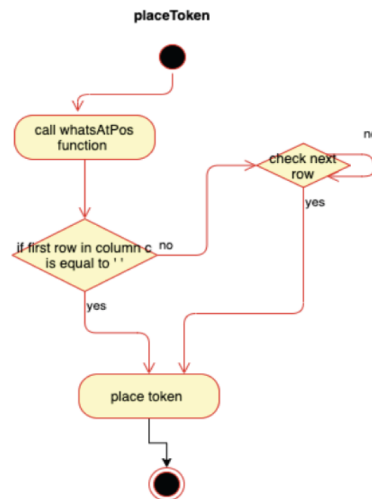 placeToken
call whatsAtPos
function
no
check next
row
if first row in column c
is equal to ' '
no
yes
yes
place token